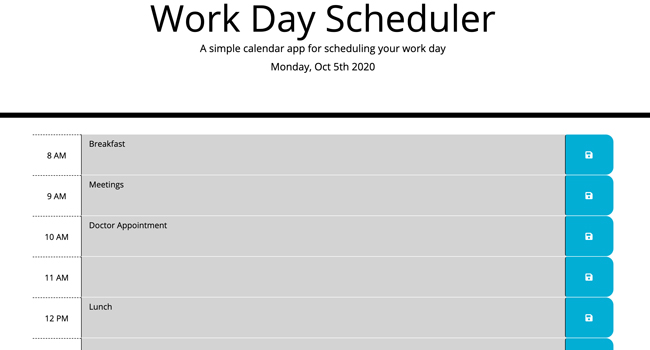 Work Day Scheduler
A simple calendar app for scheduling your work day
Monday, Oct 5th 2020
8 AM Breakfast
9 AM Meetings
10 AM Doctor Appointment
11 AM
12 PM Lunch